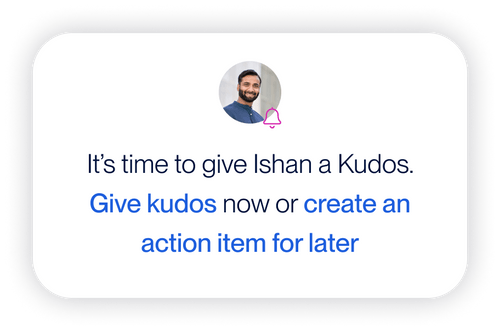 It’s time to give Ishan a Kudos.
Give kudos now or create an
action item for later